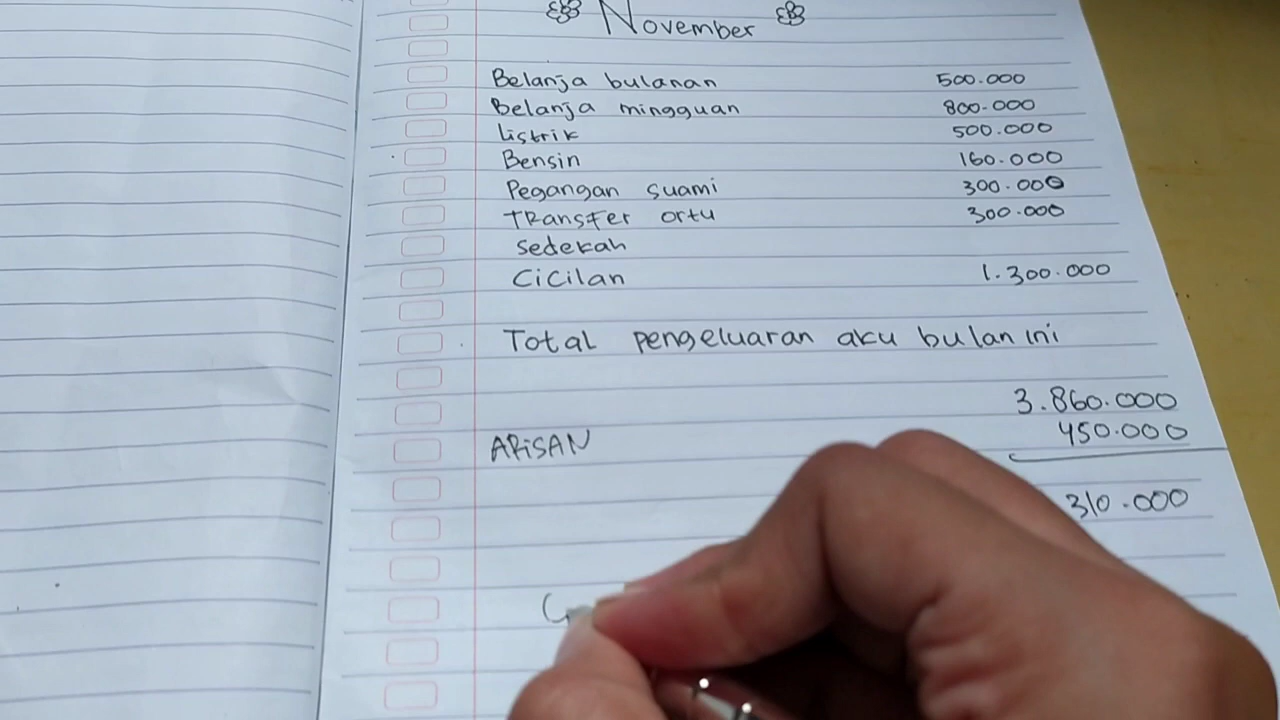 November
Belanja bulanan 500.000
Belanja mingguan 800.000
Listrik 500.000
Bensin 160.000
Pegangan suami 300.000
TRansfer ortu 300.000
Sedekah
CiCilan 1.300.000
Total pengeluaran aku bulan ini
3.860.000
ARiSAN 450.000
310.000